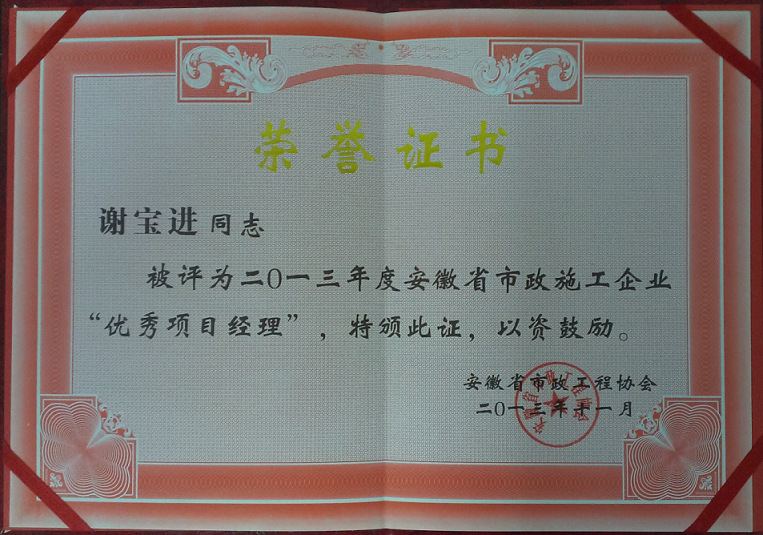 荣誉证书
谢宝进同志
被评为二〇一三年度安徽省市政施工企业
“优秀项目经理”，特颁此证，以资鼓励。
安徽省市政工程协会
二〇一三年十一月